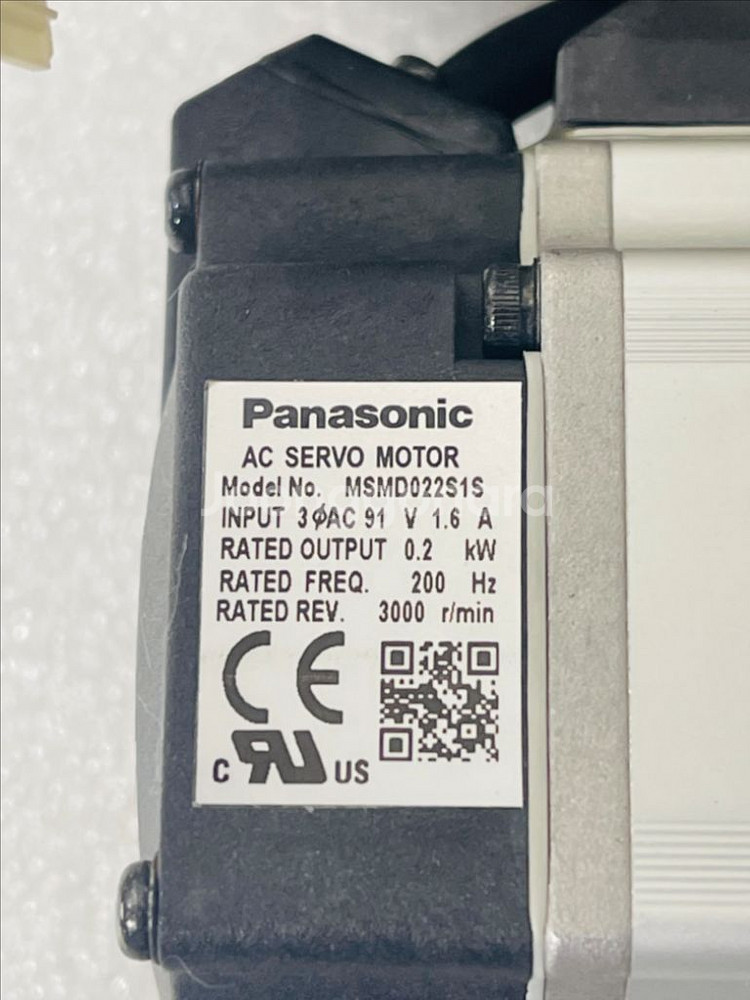 Panasonic
AC SERVO MOTOR
Model No. MSMD022S1S
INPUT 3ϕAC 91 V 1.6 A
RATED OUTPUT 0.2 kW
RATED FREQ. 200 Hz
RATED REV. 3000 r/min
CE
C RU US